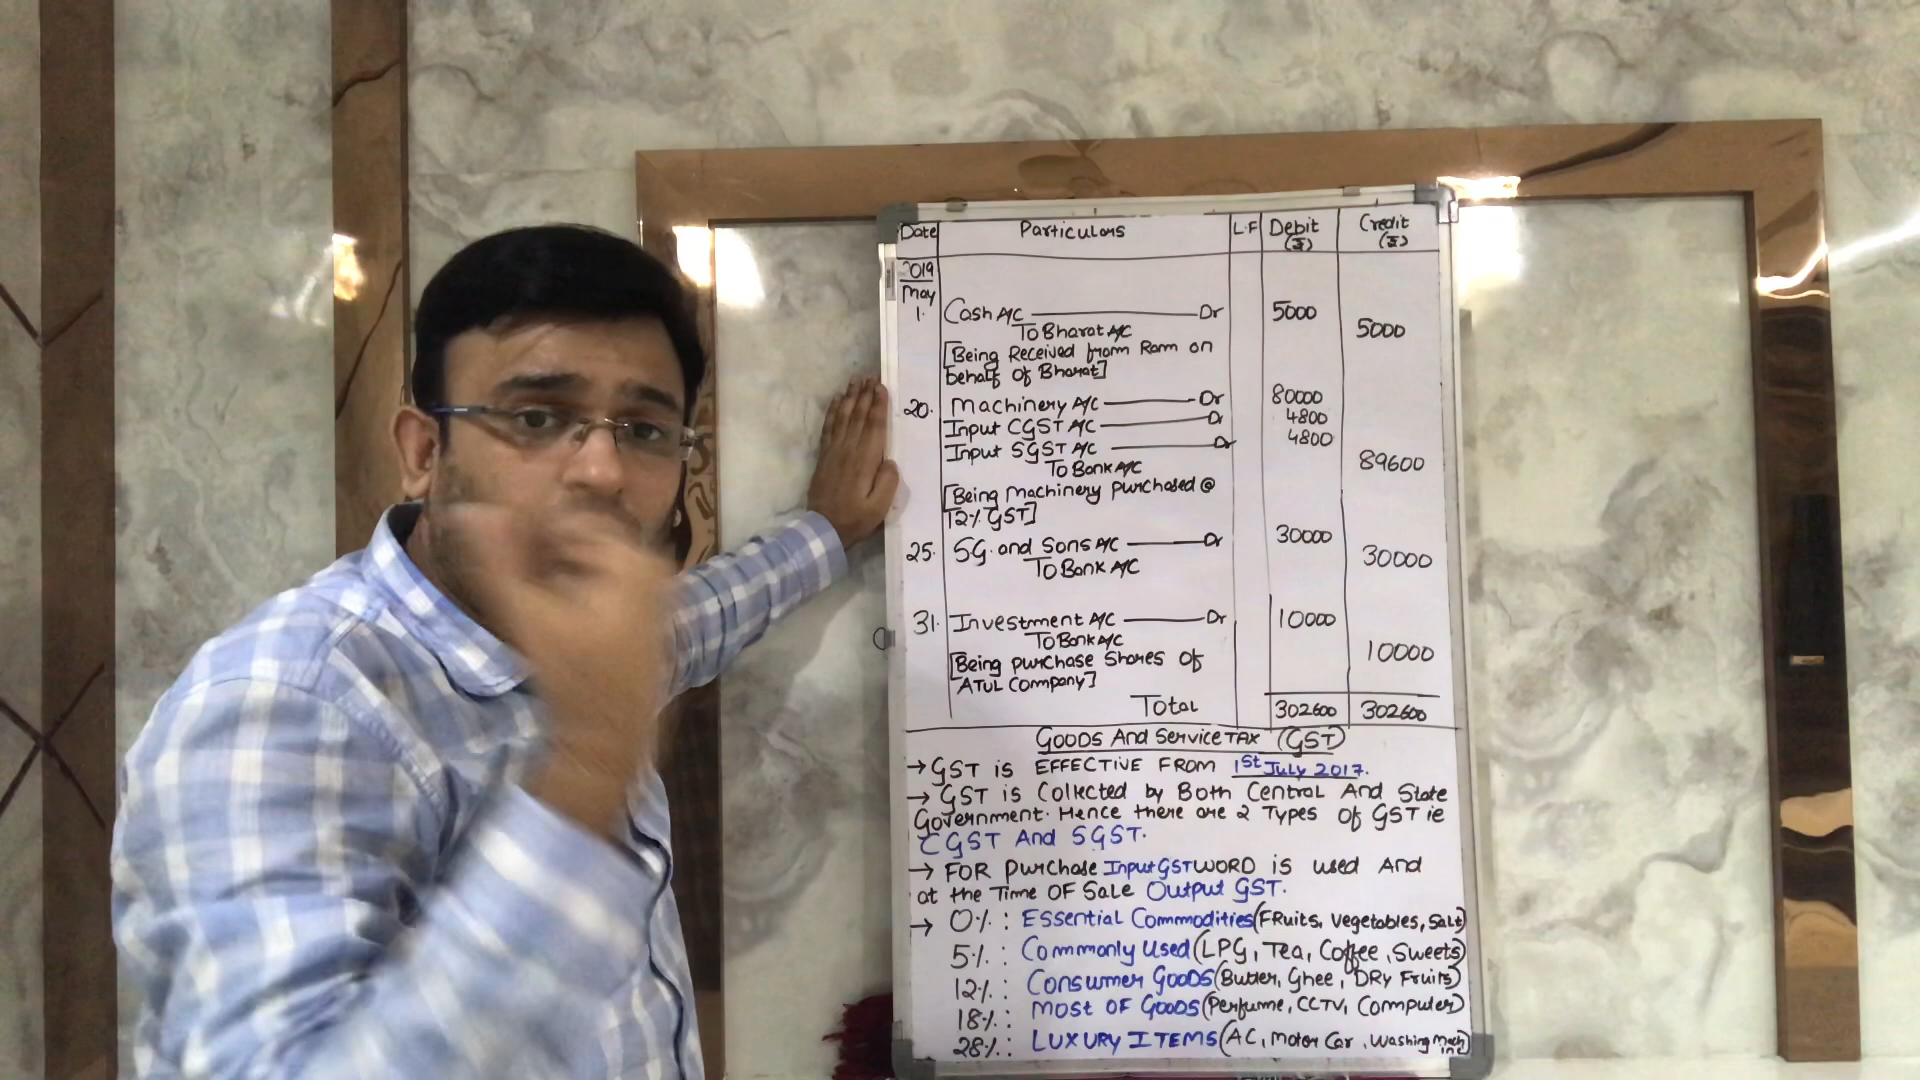 Date Particulars L.F Debit (₹) Credit (₹)
2019
May
1. Cash A/C Dr 5000
To Bharat A/C 5000
[Being Received from Ram on
behalf of Bharat]
20. Machinery A/C Dr 80000
Input CGST A/C Dr 4800
Input SGST A/C Dr 4800
To Bank A/C 89600
[Being Machinery purchased @
12% GST]
25. SG. and Sons A/C Dr 30000
To Bank A/C 30000
31. Investment A/C Dr 10000
To Bank A/C 10000
[Being purchase Shares of
ATUL Company]
Total 302600 302600
GOODS And Service TAX (GST)
→ GST is EFFECTIVE FROM 1st July 2017.
→ GST is Collected by Both Central And State
Government. Hence there are 2 Types Of GST ie
CGST And SGST.
→ FOR Purchase Input GST WORD is used And
at the Time OF Sale Output GST.
→ 0%.: Essential Commodities (FRuits, Vegetables, Salt)
5%.: Commonly Used (LPG, Tea, Coffee, Sweets)
12%.: Consumer Goods (Butter, Ghee, DRy Fruits)
18%.: Most OF Goods (Perfume, CCTV, Computer)
28%.: LUXURY ITEMS (AC, Motor Car, Washing Machine)